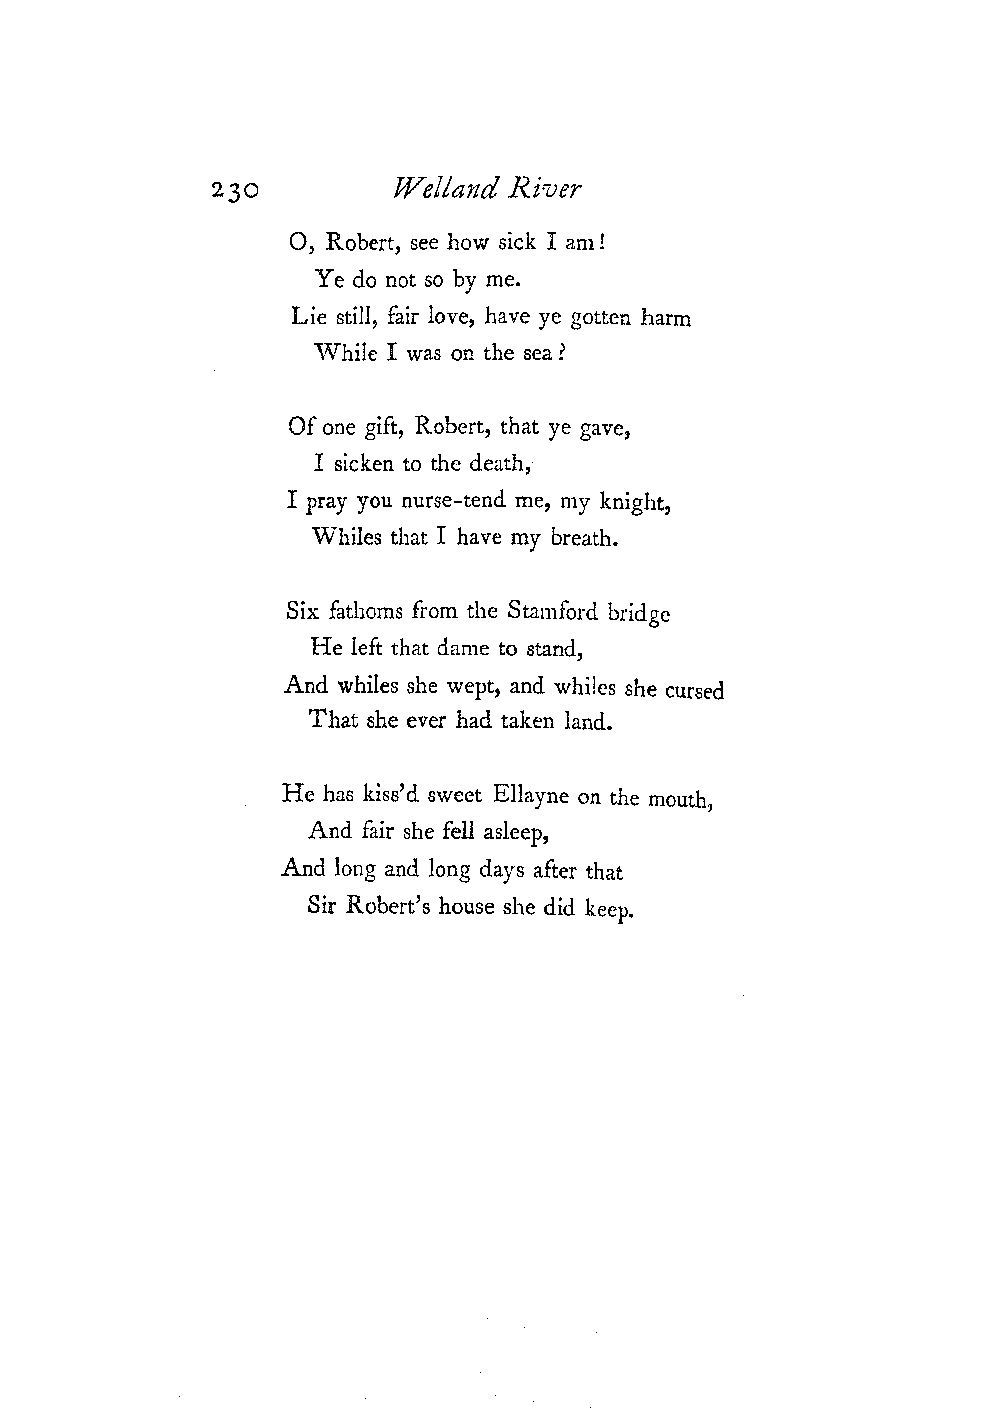 230 Welland River
O, Robert, see how sick I am!
Ye do not so by me.
Lie still, fair love, have ye gotten harm
While I was on the sea?
Of one gift, Robert, that ye gave,
I sicken to the death,
I pray you nurse-tend me, my knight,
Whiles that I have my breath.
Six fathoms from the Stamford bridge
He left that dame to stand,
And whiles she wept, and whiles she cursed
That she ever had taken land.
He has kiss'd sweet Ellayne on the mouth,
And fair she fell asleep,
And long and long days after that
Sir Robert's house she did keep.